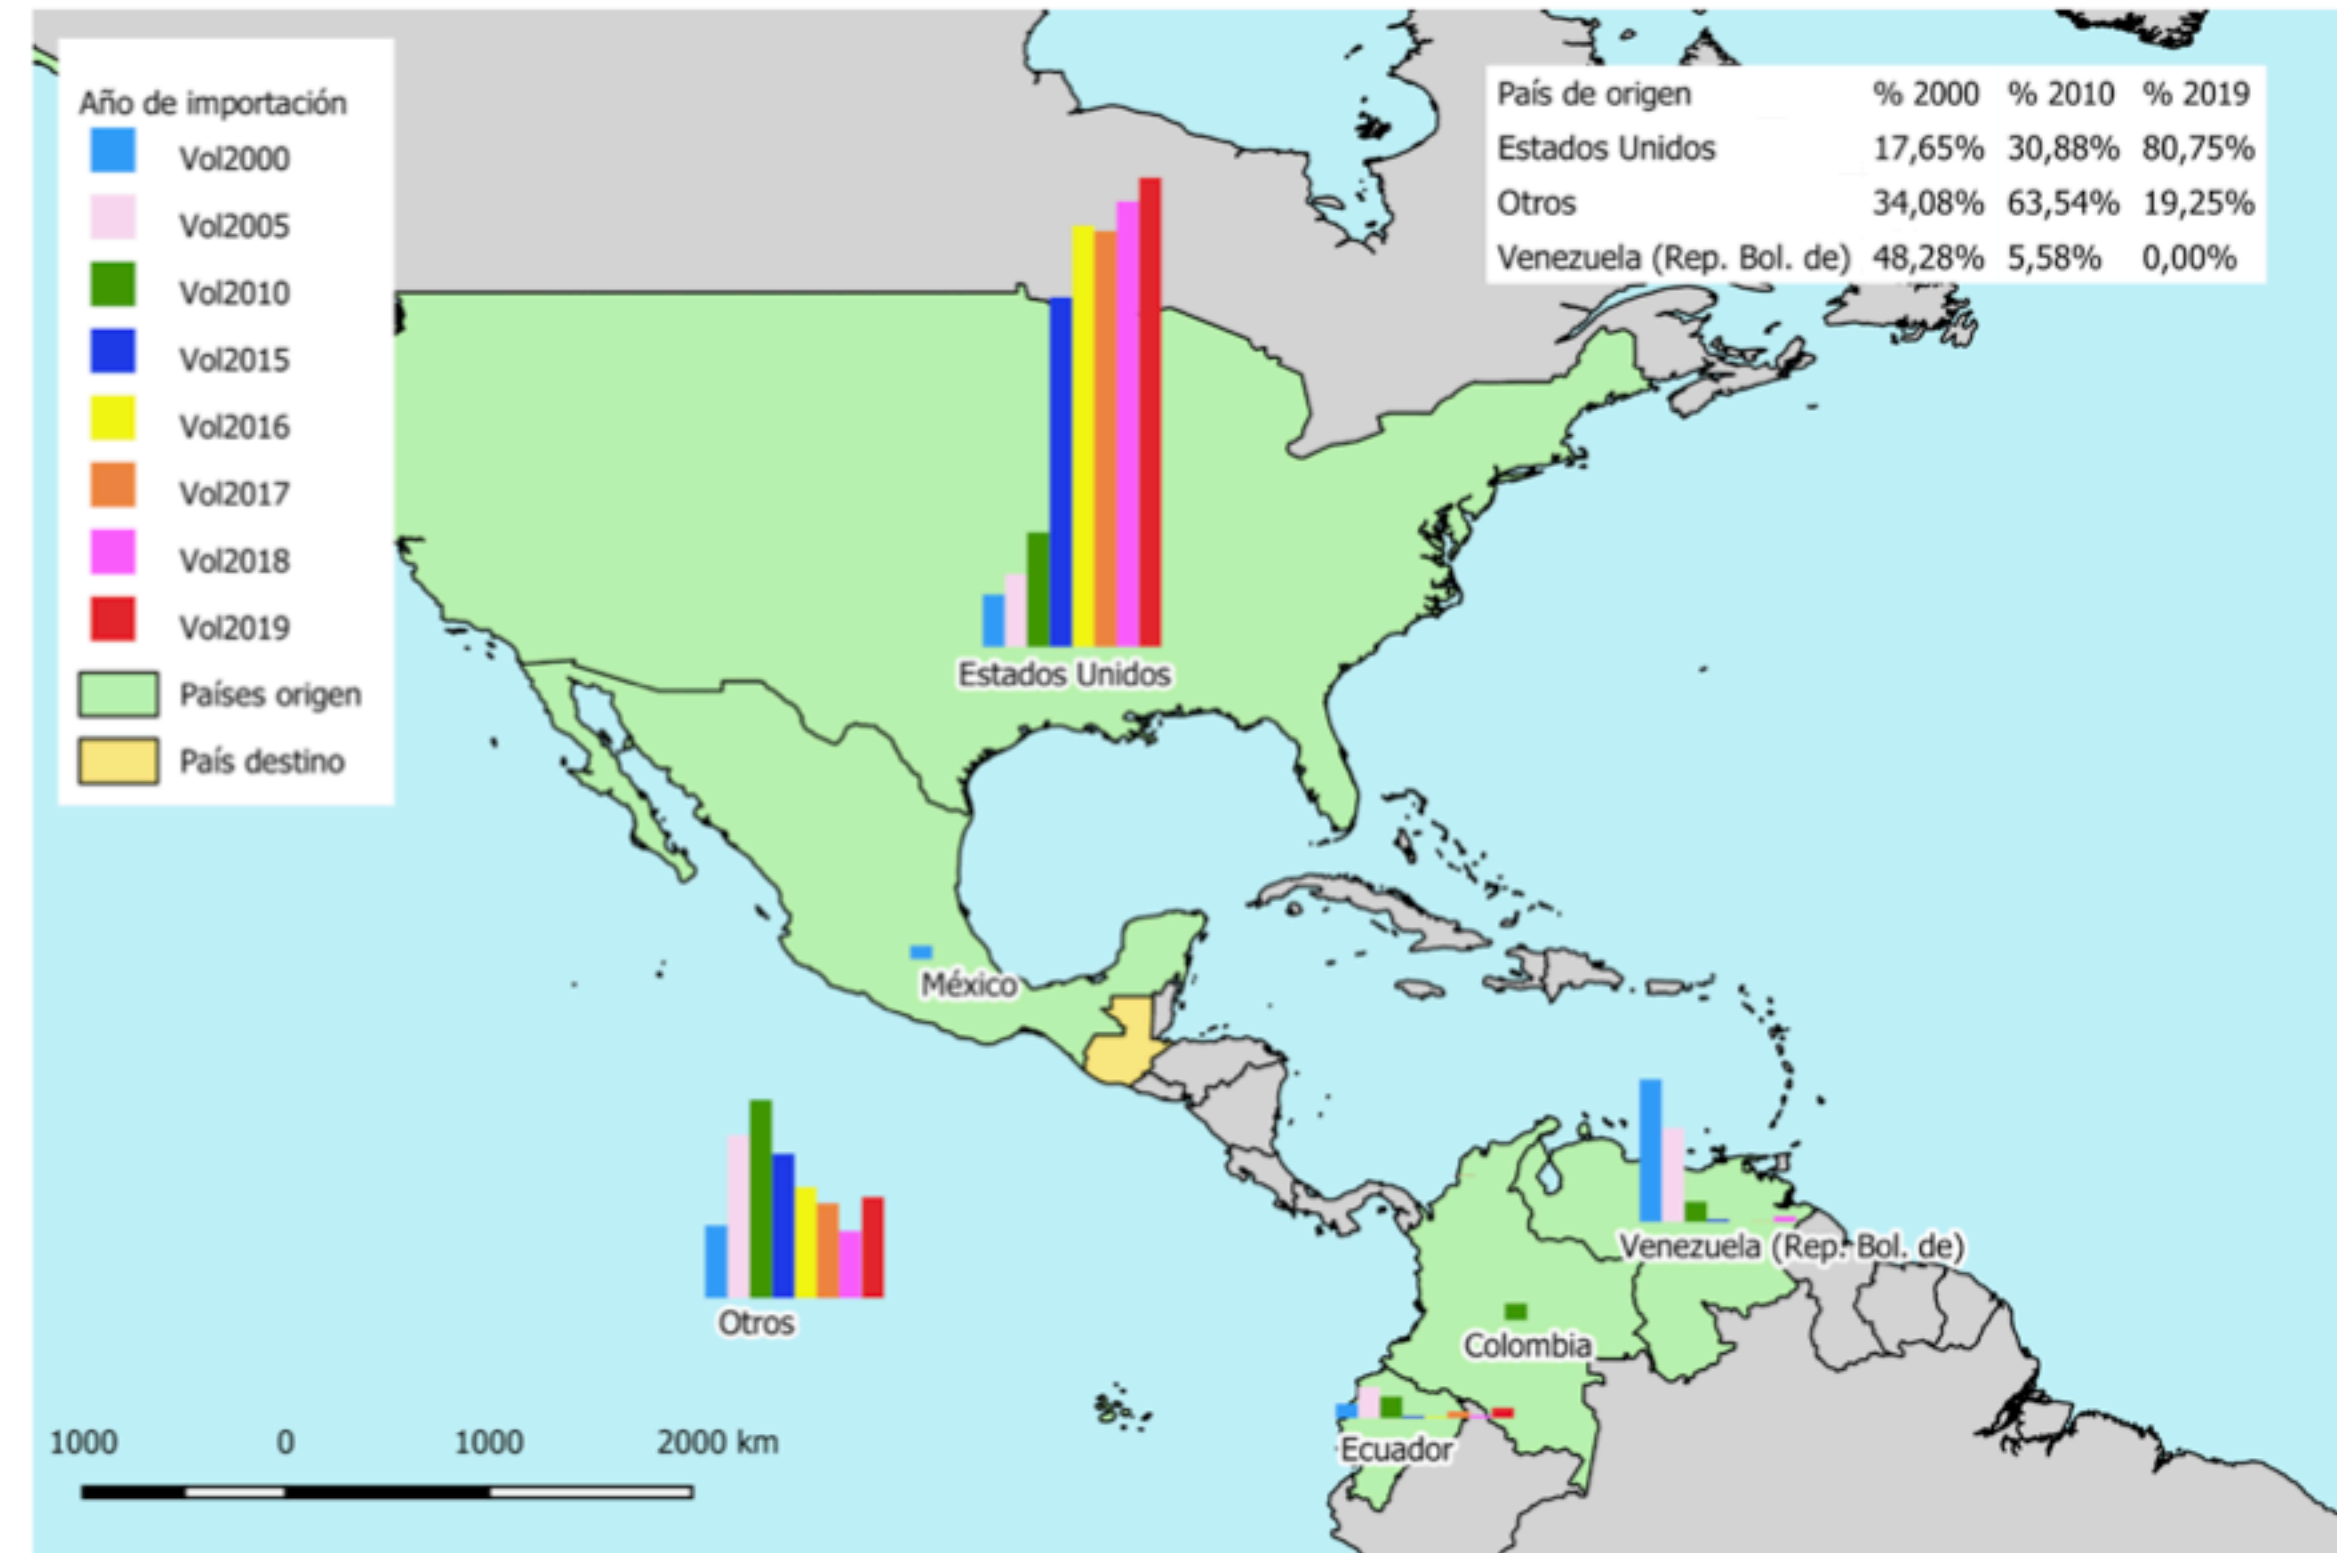 Año de importación
Vol2000
Vol2005
Vol2010
Vol2015
Vol2016
Vol2017
Vol2018
Vol2019
Países origen
País destino
País de origen % 2000 % 2010 % 2019
Estados Unidos 17,65% 30,88% 80,75%
Otros 34,08% 63,54% 19,25%
Venezuela (Rep. Bol. de) 48,28% 5,58% 0,00%
Estados Unidos
México
Otros
Venezuela (Rep. Bol. de)
Colombia
Ecuador
1000 0 1000 2000 km